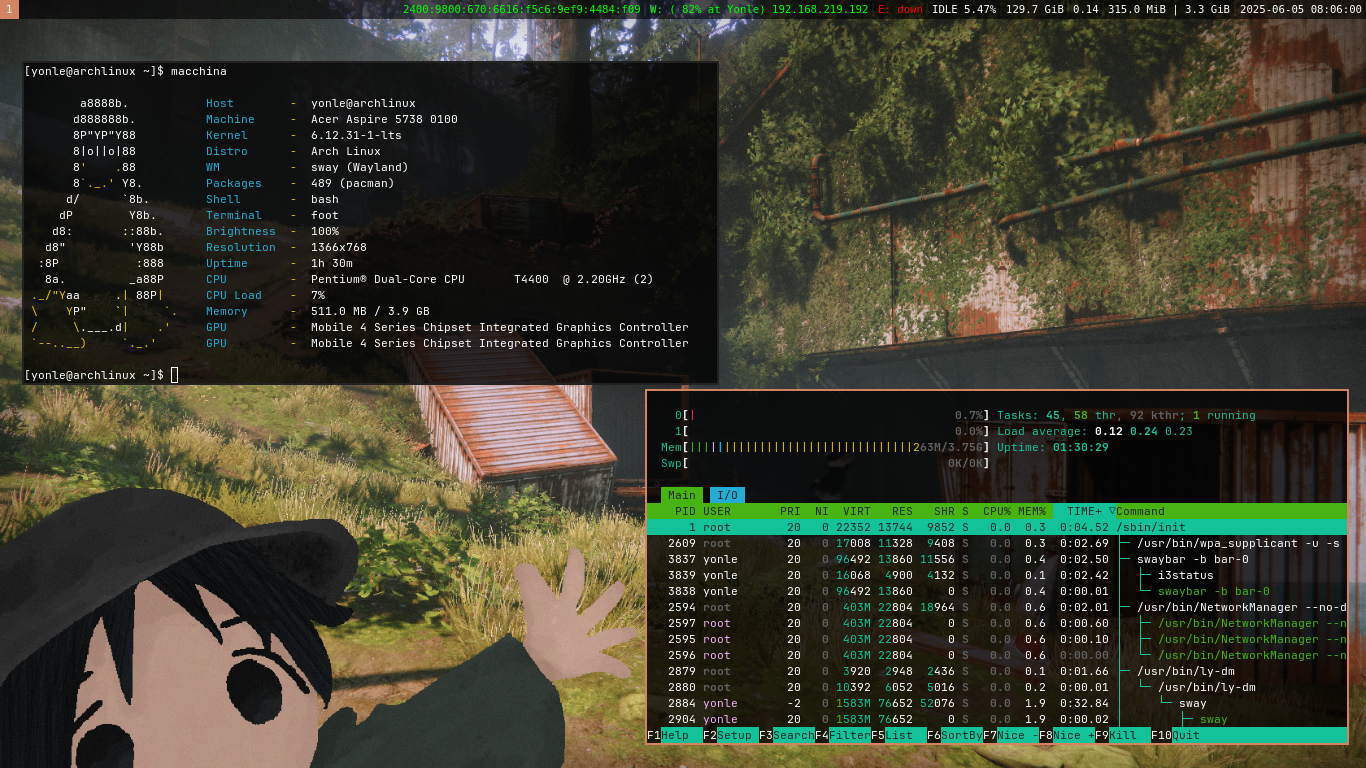 1 2400:9800:670:6616:f5c6:9ef9:4484:f09 | W: ( 82% at Yonle) 192.168.219.192 | E: down | IDLE 5.47% | 129.7 GiB | 0.14 | 315.0 MiB | 3.3 GiB | 2025-06-05 08:06:00
[yonle@archlinux ~]$ macchina
a8888b. Host - yonle@archlinux
d888888b. Machine - Acer Aspire 5738 0100
8P"YP"Y88 Kernel - 6.12.31-1-lts
8|o||o|88 Distro - Arch Linux
8' .88 WM - sway (Wayland)
8`._.' Y8. Packages - 489 (pacman)
d/ `8b. Shell - bash
dP Y8b. Terminal - foot
d8: ::88b. Brightness - 100%
d8" 'Y88b Resolution - 1366x768
:8P :888 Uptime - 1h 30m
8a. _a88P CPU - Pentium® Dual-Core CPU T4400 @ 2.20GHz (2)
._/"Yaa .| 88P| CPU Load - 7%
\ YP" `| `. Memory - 511.0 MB / 3.9 GB
/ \.___.d| .' GPU - Mobile 4 Series Chipset Integrated Graphics Controller
`--..__) `._.' GPU - Mobile 4 Series Chipset Integrated Graphics Controller
[yonle@archlinux ~]$
0[| 0.7%] Tasks: 45, 58 thr, 92 kthr; 1 running
1[ 0.0%] Load average: 0.12 0.24 0.23
Mem[||||||||||||||||||||||||||||||||263M/3.75G] Uptime: 01:30:29
Swp[ 0K/0K]
Main I/O
PID USER PRI NI VIRT RES SHR S CPU% MEM% TIME+ ▽Command
1 root 20 0 22352 13744 9852 S 0.0 0.3 0:04.52 /sbin/init
2609 root 20 0 17008 11328 9408 S 0.0 0.3 0:02.69 ├─ /usr/bin/wpa_supplicant -u -s
3837 yonle 20 0 96492 13860 11556 S 0.0 0.4 0:02.50 ├─ swaybar -b bar-0
3839 yonle 20 0 16068 4900 4132 S 0.0 0.1 0:02.42 │ ├─ i3status
3838 yonle 20 0 96492 13860 0 S 0.0 0.4 0:00.01 │ └─ swaybar -b bar-0
2594 root 20 0 403M 22804 18964 S 0.0 0.6 0:02.01 ├─ /usr/bin/NetworkManager --no-d
2597 root 20 0 403M 22804 0 S 0.0 0.6 0:00.60 │ ├─ /usr/bin/NetworkManager --n
2595 root 20 0 403M 22804 0 S 0.0 0.6 0:00.10 │ ├─ /usr/bin/NetworkManager --n
2596 root 20 0 403M 22804 0 S 0.0 0.6 0:00.00 │ └─ /usr/bin/NetworkManager --n
2879 root 20 0 3920 2948 2436 S 0.0 0.1 0:01.66 ├─ /usr/bin/ly-dm
2880 root 20 0 10392 6052 5016 S 0.0 0.2 0:00.01 │ └─ /usr/bin/ly-dm
2884 yonle -2 0 1583M 76652 52076 S 0.0 1.9 0:32.84 │ └─ sway
2904 yonle 20 0 1583M 76652 0 S 0.0 1.9 0:00.02 │ ├─ sway
F1Help F2Setup F3SearchF4FilterF5List F6SortByF7Nice -F8Nice +F9Kill F10Quit